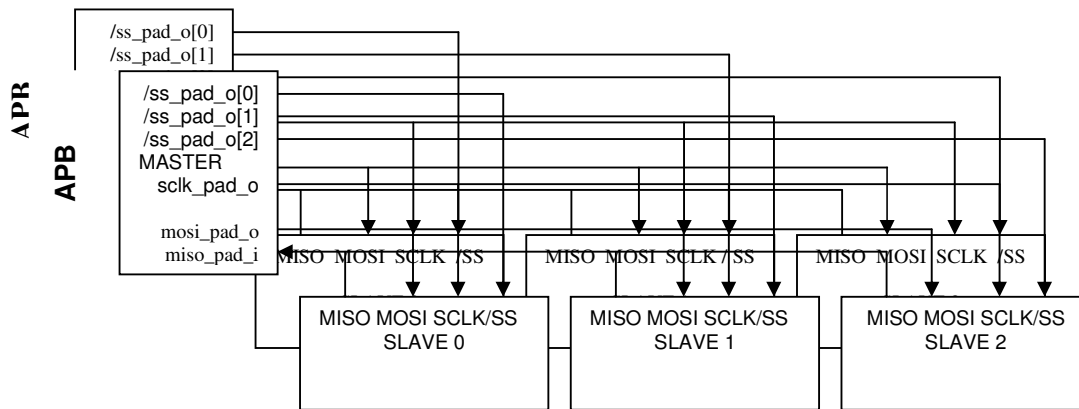 /ss_pad_o[0]
/ss_pad_o[1]
APB
APB
/ss_pad_o[0]
/ss_pad_o[1]
/ss_pad_o[2]
MASTER
sclk_pad_o
mosi_pad_o
miso_pad_i
MISO MOSI SCLK /SS
MISO MOSI SCLK / SS
MISO MOSI SCLK /SS
MISO MOSI SCLK/SS
SLAVE 0
MISO MOSI SCLK/SS
SLAVE 1
MISO MOSI SCLK/SS
SLAVE 2